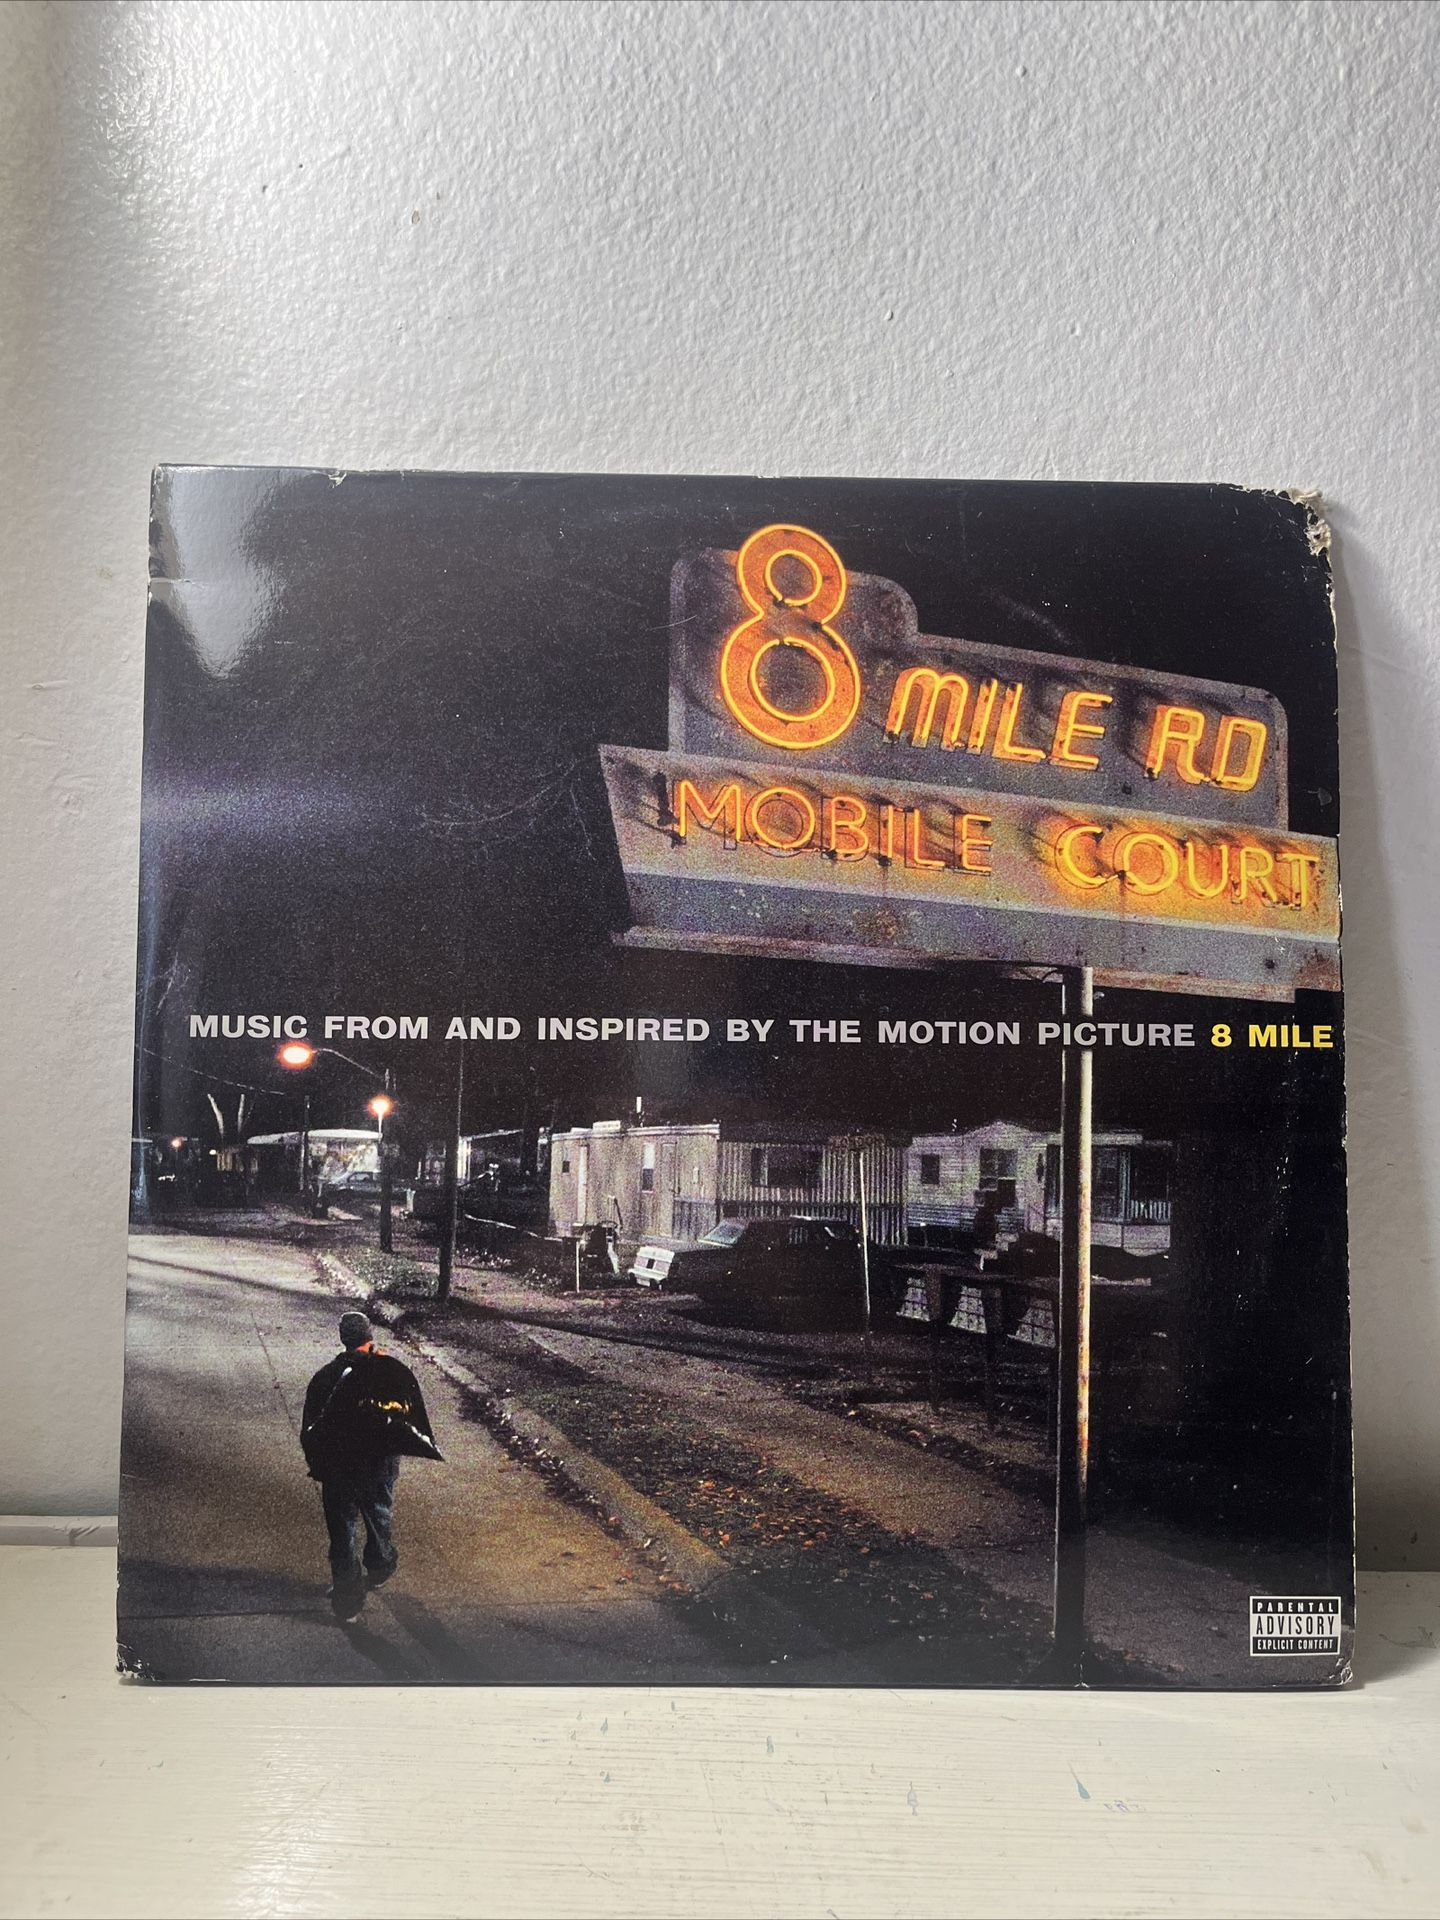 8 MILE RD
MOBILE COURT
MUSIC FROM AND INSPIRED BY THE MOTION PICTURE 8 MILE
PARENTAL
ADVISORY
EXPLICIT CONTENT